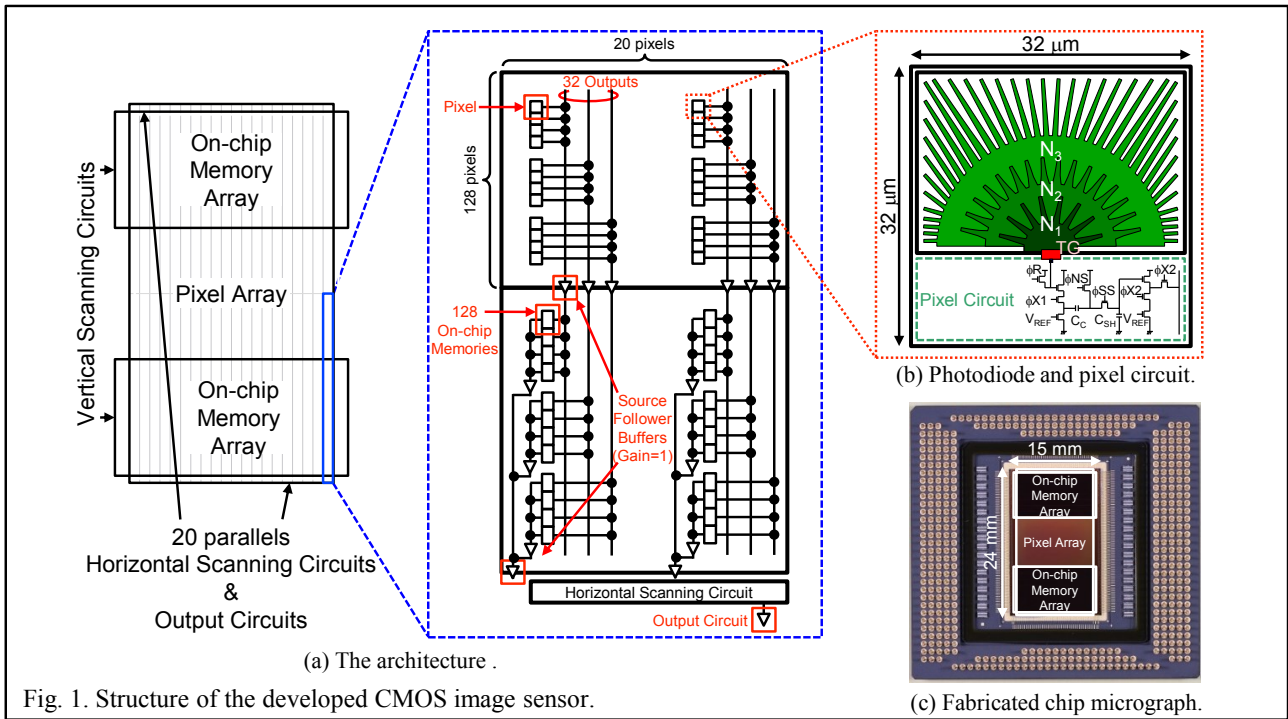 Vertical Scanning Circuits
On-chip
Memory
Array
Pixel Array
On-chip
Memory
Array
20 parallels
Horizontal Scanning Circuits
&
Output Circuits
20 pixels
128 pixels
32 Outputs
Pixel
128
On-chip
Memories
Source
Follower
Buffers
(Gain=1)
Horizontal Scanning Circuit
Output Circuit
(a) The architecture .
32 μm
32 μm
N3
N2
N1
TG
Pixel Circuit
ϕR
ϕX1
VREF
ϕNS
CC
ϕSS
CSH
ϕX2
VREF
ϕX2
(b) Photodiode and pixel circuit.
15 mm
24 mm
On-chip
Memory
Array
Pixel Array
On-chip
Memory
Array
(c) Fabricated chip micrograph.
Fig. 1. Structure of the developed CMOS image sensor.